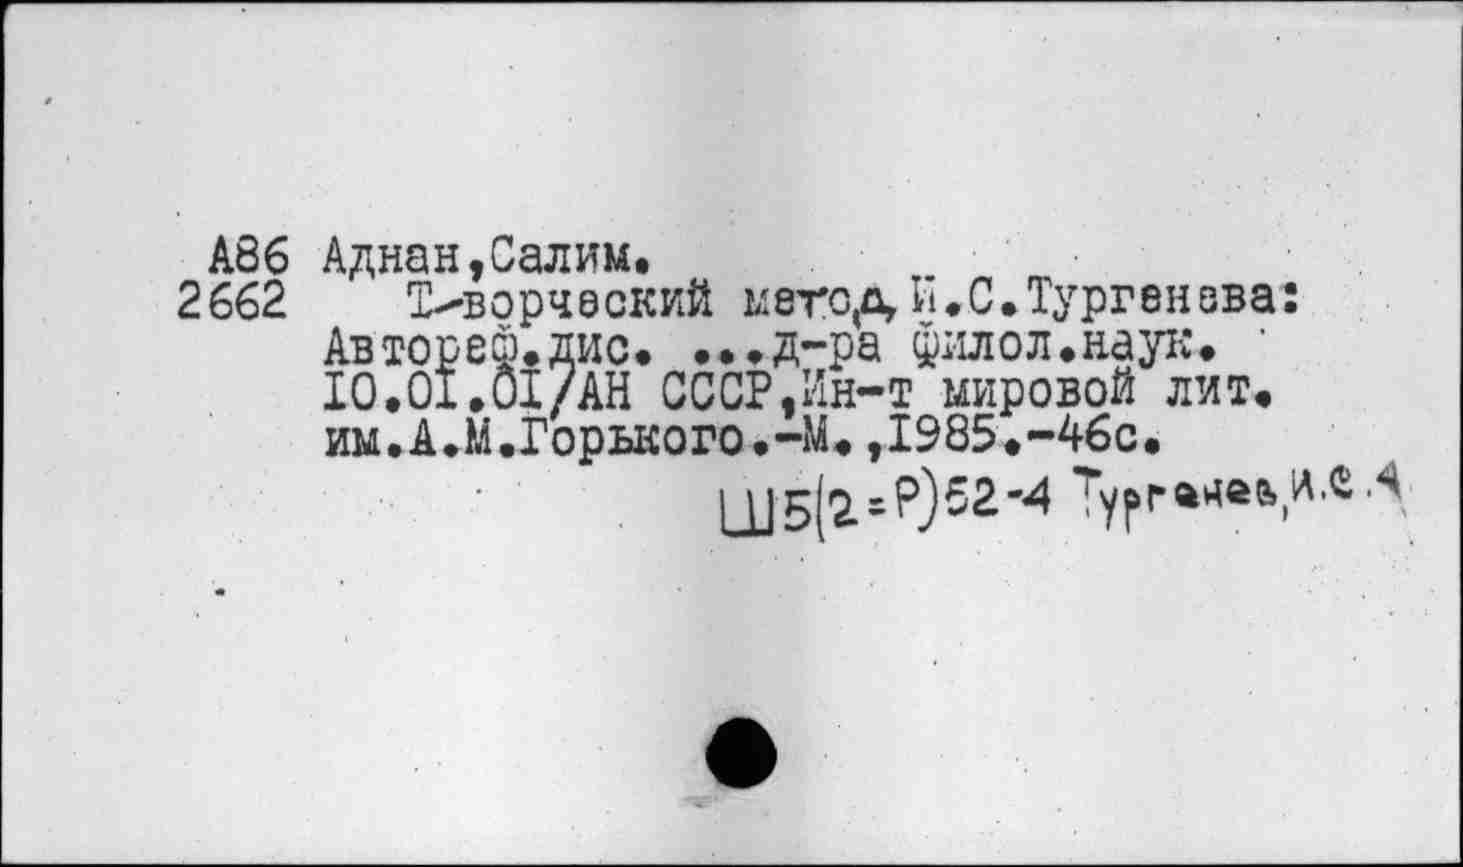 А86 Аднан,Салим.
2662 Творческий метод И.С.Тургенева:
Автореф.дис. ...д-ра филол.наук.
10.01.01/АН СССР,Ин-т мировой лит.
им.А.М.Горького.-М.,1985.-46с.
Ш5(2=Р)52-4 Тургенев,И.С.4